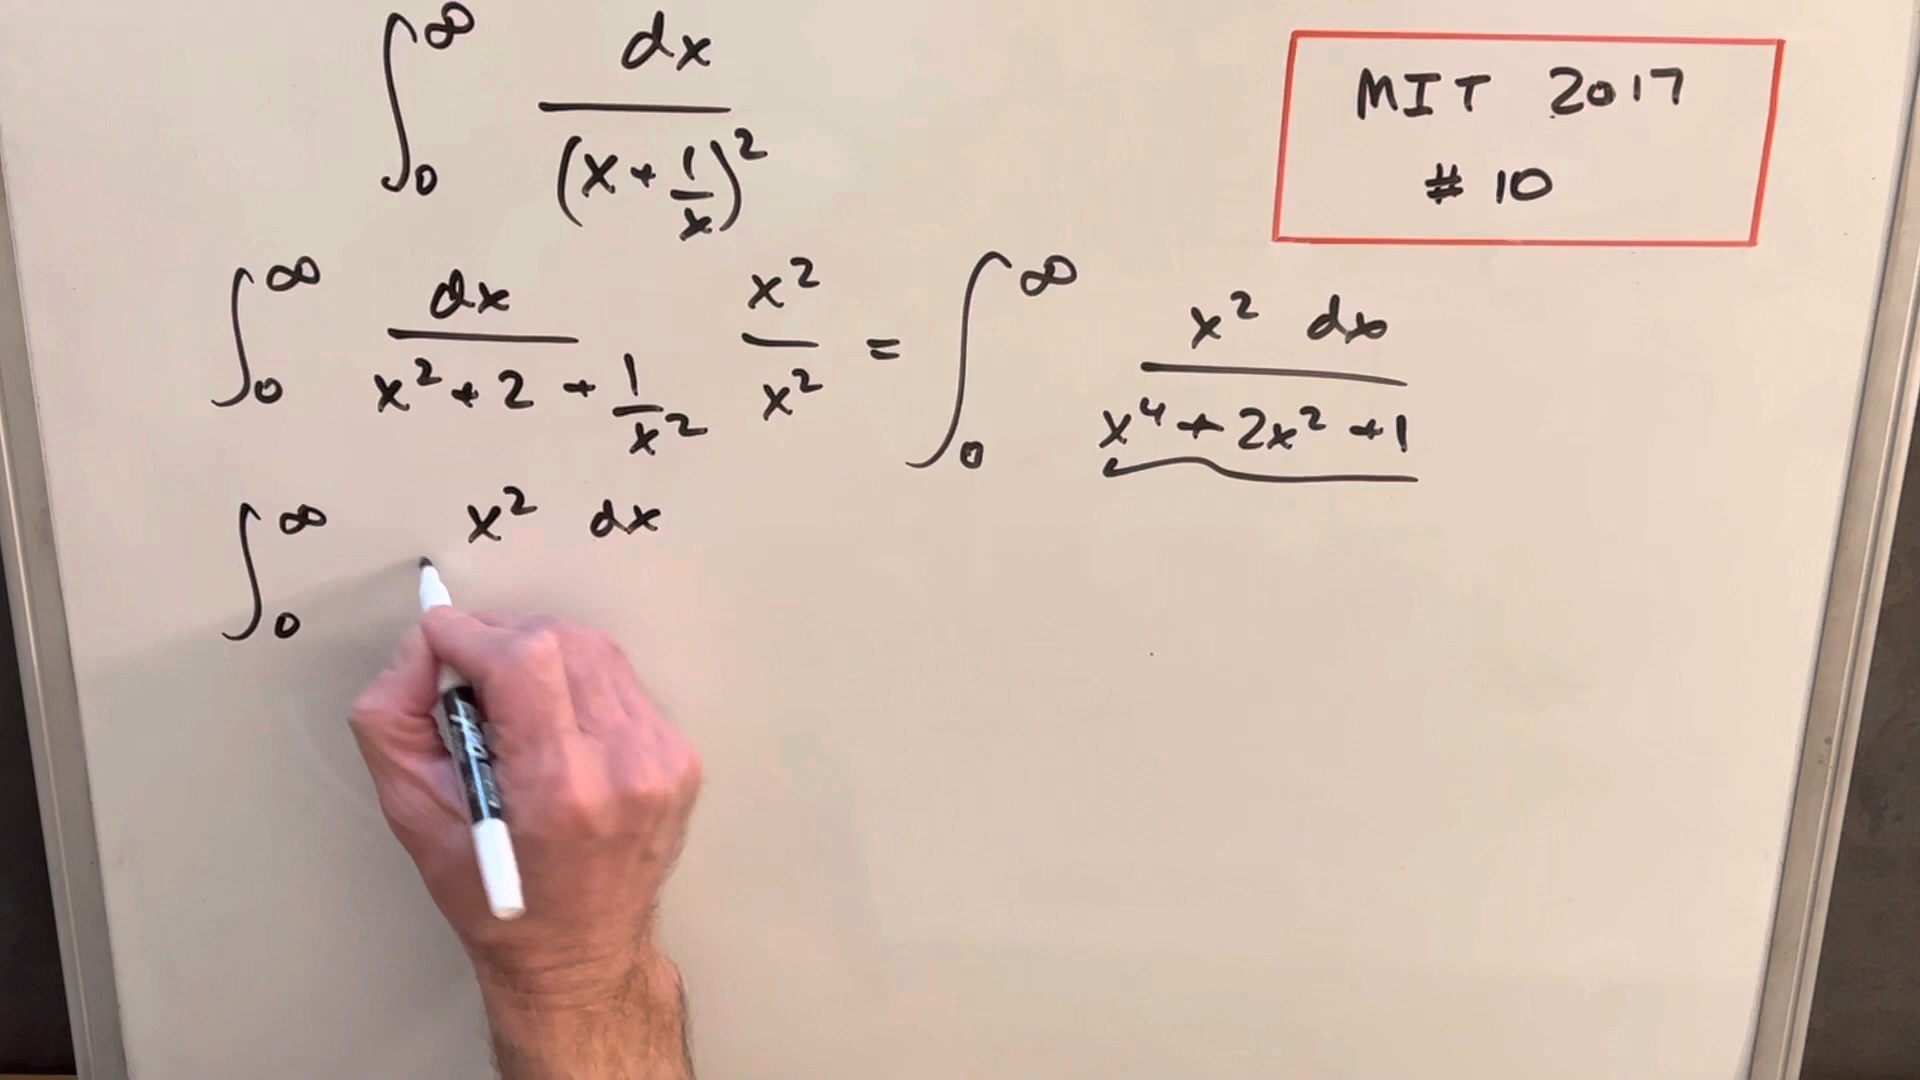 ∫₀^∞ dx / (x + 1/x)²
MIT 2017
# 10
∫₀^∞ dx / (x² + 2 + 1/x²) x²/x² = ∫₀^∞ x² dx / (x⁴ + 2x² + 1)
∫₀^∞ x² dx